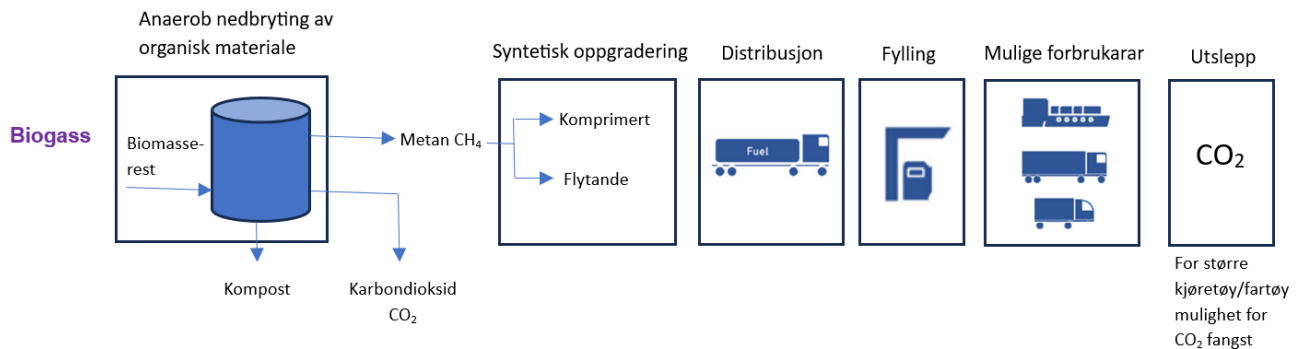 Anaerob nedbryting av
organisk materiale
Syntetisk oppgradering
Distribusjon
Fylling
Mulige forbrukarar
Utslepp
Biogass
Biomasse-
rest
Metan CH₄
Komprimert
Flytande
Fuel
CO₂
Kompost
Karbondioksid
CO₂
For større
kjøretøy/fartøy
mulighet for
CO₂ fangst